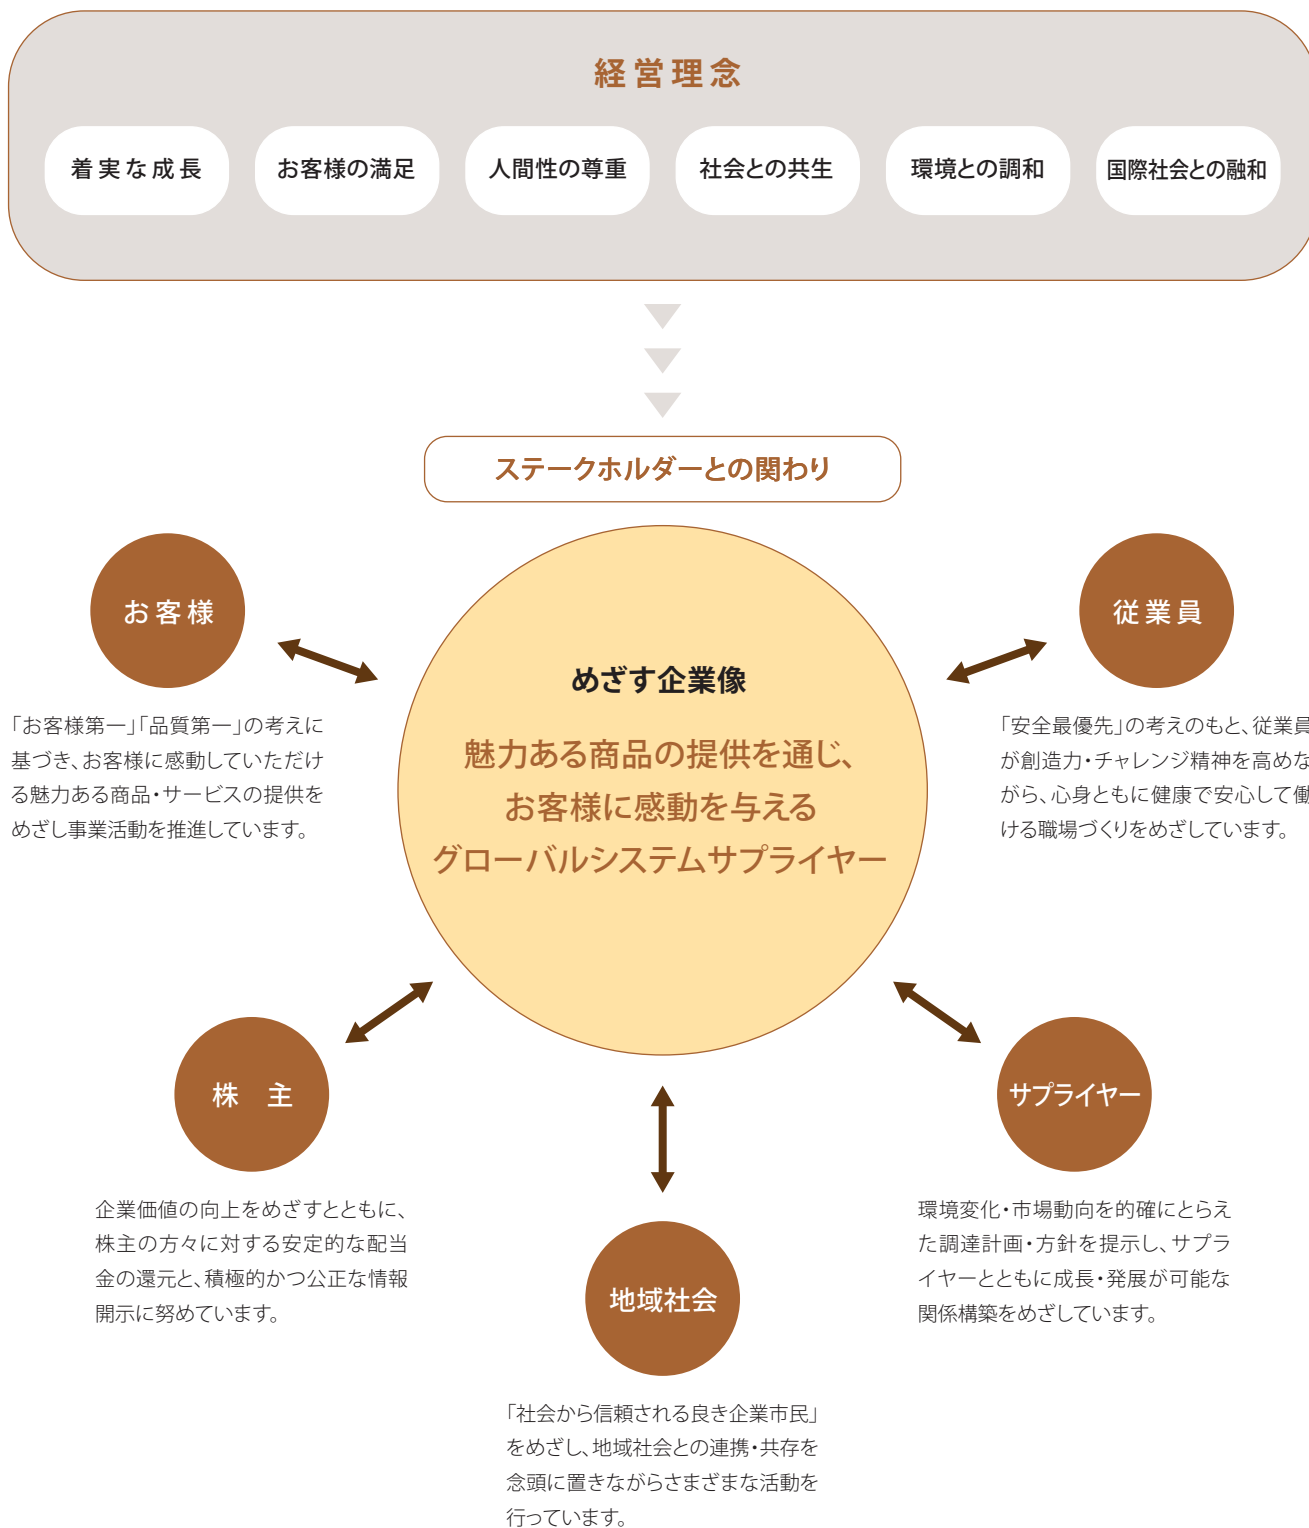 経営理念
着実な成長
お客様の満足
人間性の尊重
社会との共生
環境との調和
国際社会との融和
ステークホルダーとの関わり
お客様
「お客様第一」「品質第一」の考えに
基づき、お客様に感動していただけ
る魅力ある商品・サービスの提供を
めざし事業活動を推進しています。
めざす企業像
魅力ある商品の提供を通じ、
お客様に感動を与える
グローバルシステムサプライヤー
従業員
「安全最優先」の考えのもと、従業員
が創造力・チャレンジ精神を高めな
がら、心身ともに健康で安心して働
ける職場づくりをめざしています。
株 主
企業価値の向上をめざすとともに、
株主の方々に対する安定的な配当
金の還元と、積極的かつ公正な情報
開示に努めています。
地域社会
「社会から信頼される良き企業市民」
をめざし、地域社会との連携・共存を
念頭に置きながらさまざまな活動を
行っています。
サプライヤー
環境変化・市場動向を的確にとらえ
た調達計画・方針を提示し、サプラ
イヤーとともに成長・発展が可能な
関係構築をめざしています。